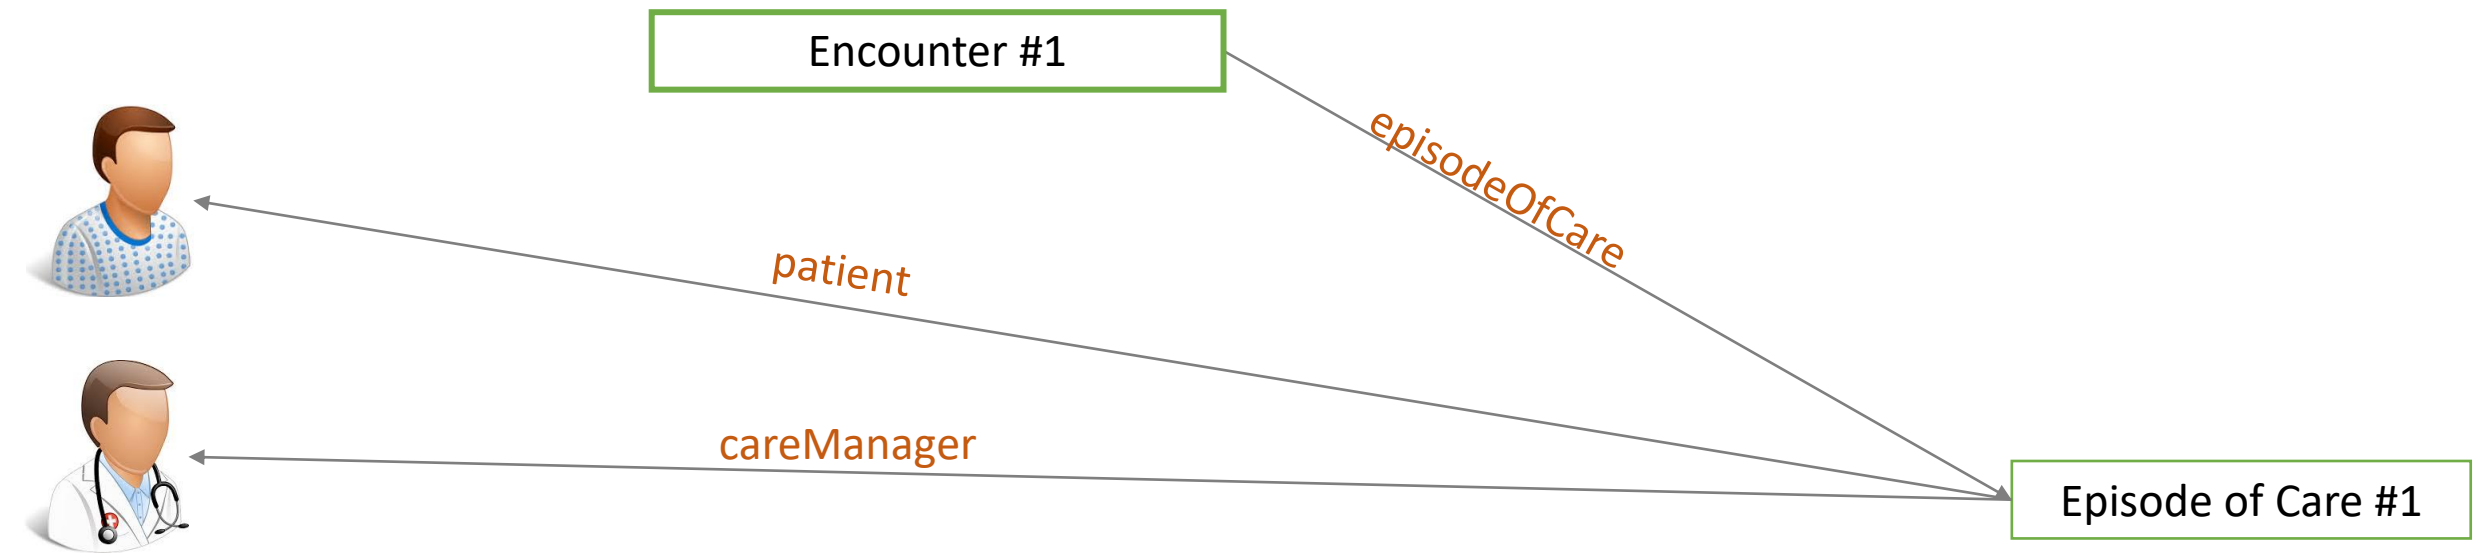 Encounter #1
episodeOfCare
patient
careManager
Episode of Care #1